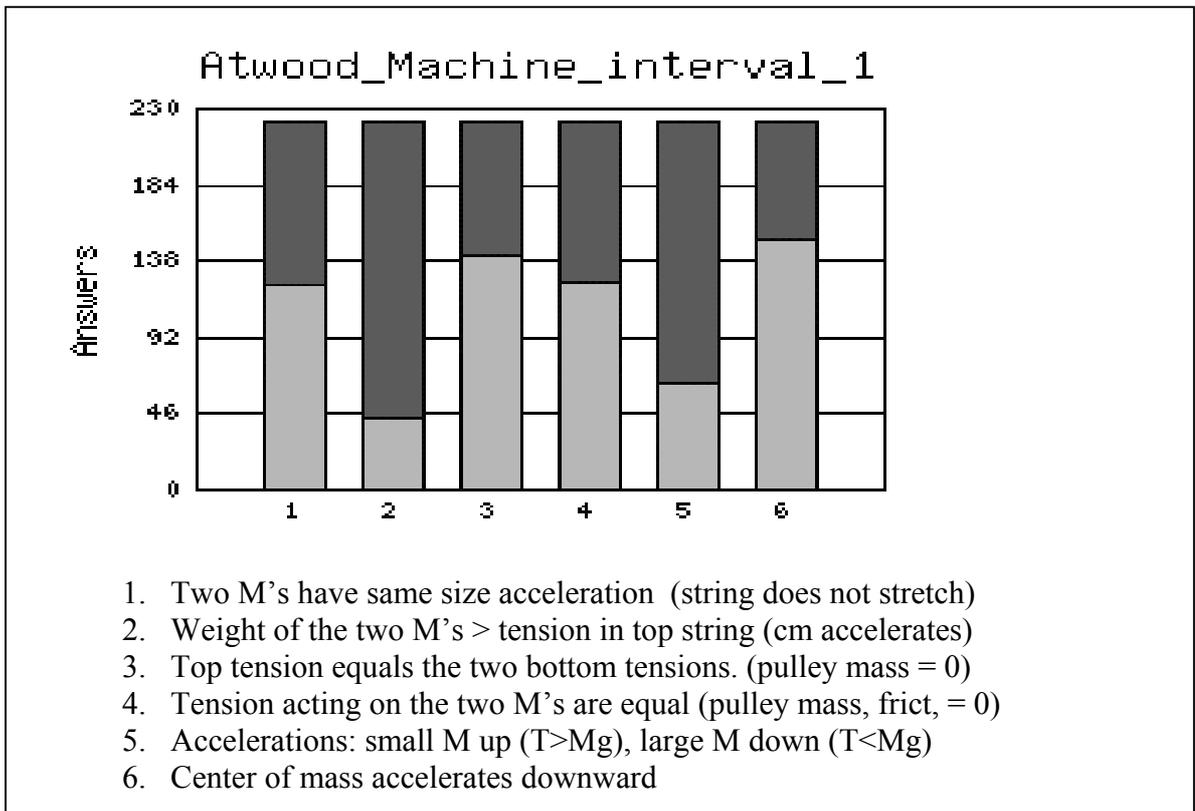 Atwood_Machine_interval_1
230
184
138
92
46
0
Answers
1 2 3 4 5 6
1. Two M's have same size acceleration (string does not stretch)
2. Weight of the two M's > tension in top string (cm accelerates)
3. Top tension equals the two bottom tensions. (pulley mass = 0)
4. Tension acting on the two M's are equal (pulley mass, frict, = 0)
5. Accelerations: small M up (T>Mg), large M down (T<Mg)
6. Center of mass accelerates downward